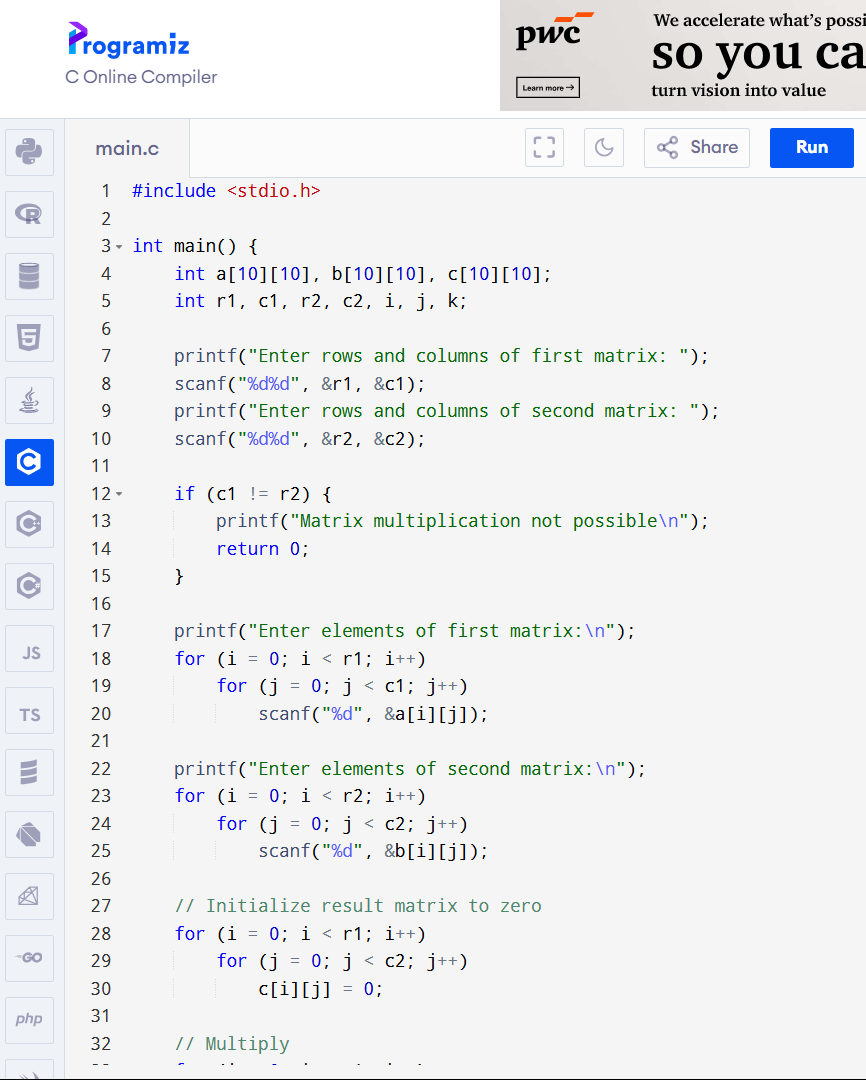 Programiz
C Online Compiler
pwc
Learn more →
We accelerate what's possi
so you ca
turn vision into value
main.c
Share
Run
1 #include <stdio.h>
2
3 int main() {
4 int a[10][10], b[10][10], c[10][10];
5 int r1, c1, r2, c2, i, j, k;
6
7 printf("Enter rows and columns of first matrix: ");
8 scanf("%d%d", &r1, &c1);
9 printf("Enter rows and columns of second matrix: ");
10 scanf("%d%d", &r2, &c2);
11
12 if (c1 != r2) {
13 printf("Matrix multiplication not possible\n");
14 return 0;
15 }
16
17 printf("Enter elements of first matrix:\n");
18 for (i = 0; i < r1; i++)
19 for (j = 0; j < c1; j++)
20 scanf("%d", &a[i][j]);
21
22 printf("Enter elements of second matrix:\n");
23 for (i = 0; i < r2; i++)
24 for (j = 0; j < c2; j++)
25 scanf("%d", &b[i][j]);
26
27 // Initialize result matrix to zero
28 for (i = 0; i < r1; i++)
29 for (j = 0; j < c2; j++)
30 c[i][j] = 0;
31
32 // Multiply
R
5
C
C
C
JS
TS
GO
php